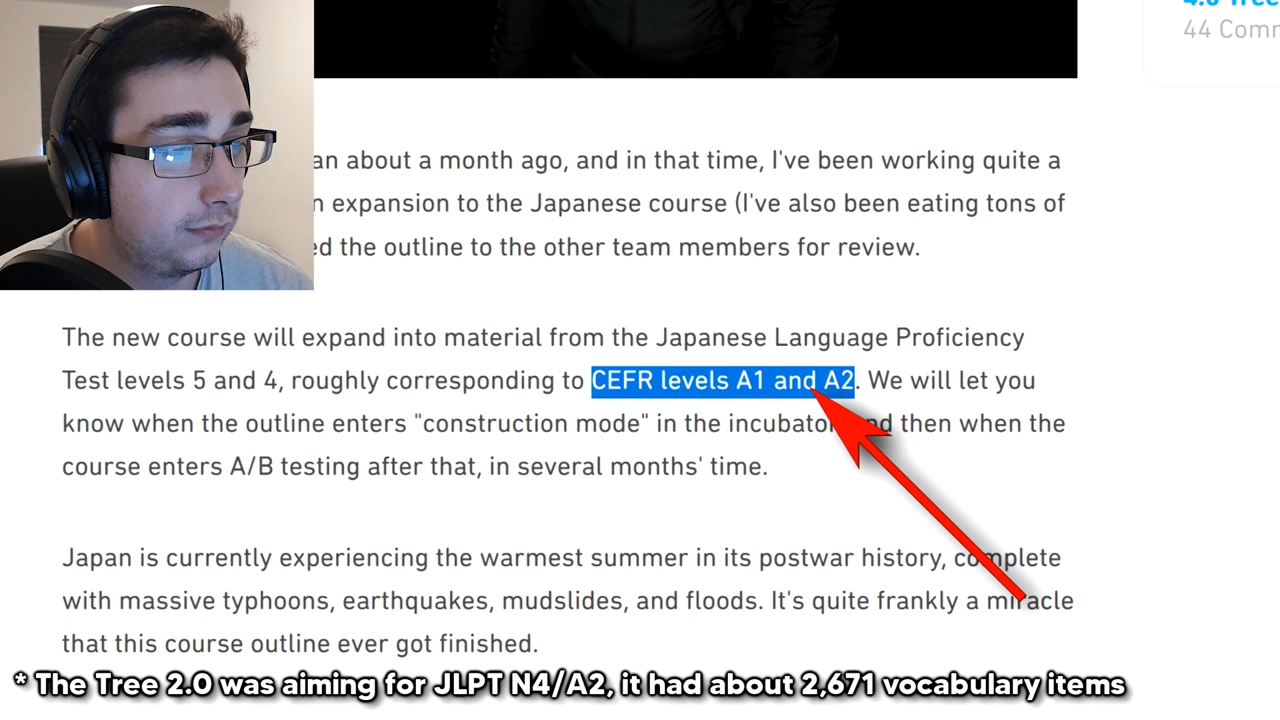 4.0 Tree
44 Comm
an about a month ago, and in that time, I've been working quite a
n expansion to the Japanese course (I've also been eating tons of
ed the outline to the other team members for review.
The new course will expand into material from the Japanese Language Proficiency
Test levels 5 and 4, roughly corresponding to CEFR levels A1 and A2. We will let you
know when the outline enters "construction mode" in the incubator and then when the
course enters A/B testing after that, in several months' time.
Japan is currently experiencing the warmest summer in its postwar history, complete
with massive typhoons, earthquakes, mudslides, and floods. It's quite frankly a miracle
that this course outline ever got finished.
* The Tree 2.0 was aiming for JLPT N4/A2, it had about 2,671 vocabulary items